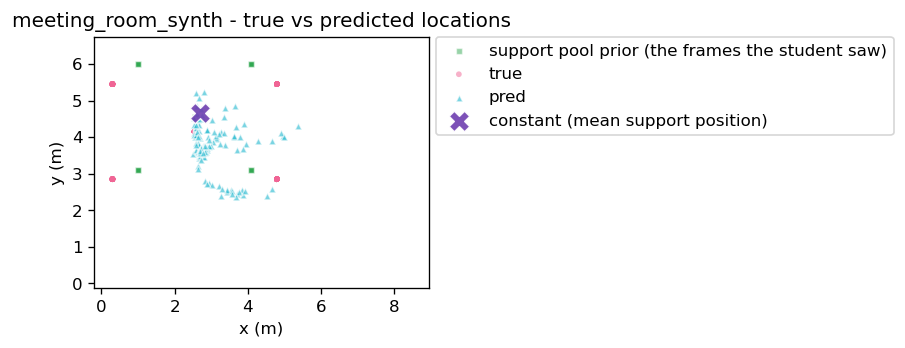 meeting_room_synth - true vs predicted locations
support pool prior (the frames the student saw)
true
pred
constant (mean support position)
y (m)
6
5
4
3
2
1
0
0 2 4 6 8
x (m)